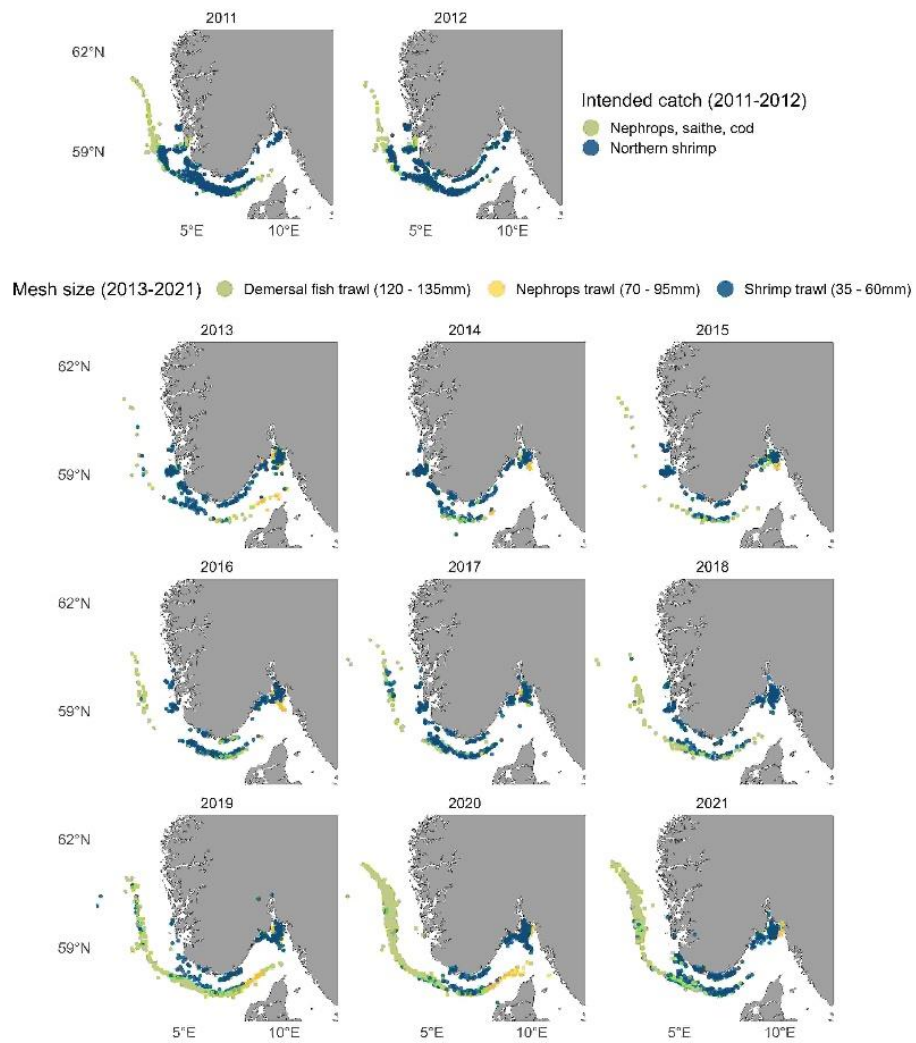 2011 2012
62°N
Intended catch (2011-2012)
Nephrops, saithe, cod
59°N
Northern shrimp
5°E 10°E 5°E 10°E
Mesh size (2013-2021) Demersal fish trawl (120 - 135mm) Nephrops trawl (70 - 95mm) Shrimp trawl (35 - 60mm)
2013 2014 2015
62°N
59°N
2016 2017 2018
62°N
59°N
2019 2020 2021
62°N
59°N
5°E 10°E 5°E 10°E 5°E 10°E